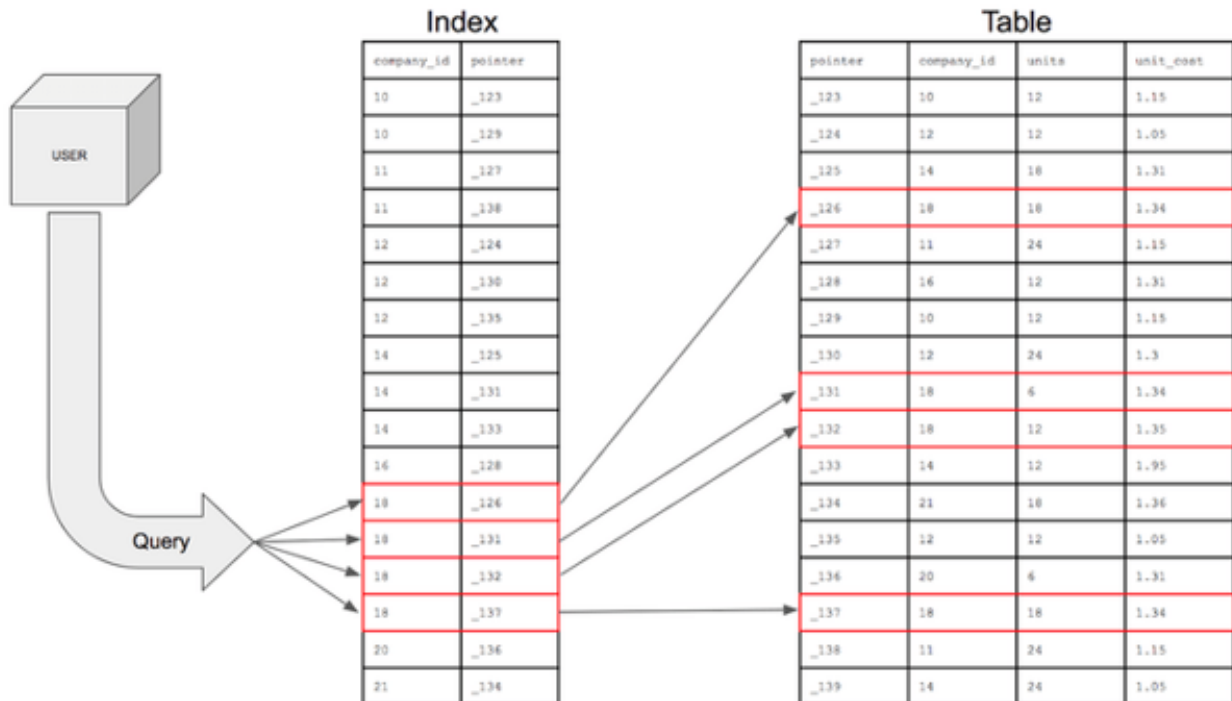 Index
company_id pointer
10 _123
10 _129
11 _127
11 _138
12 _124
12 _130
12 _135
14 _125
14 _131
14 _133
16 _128
18 _126
18 _131
18 _132
18 _137
20 _136
21 _134
USER
Query
Table
pointer company_id units unit_cost
_123 10 12 1.15
_124 12 12 1.05
_125 14 18 1.31
_126 18 18 1.34
_127 11 24 1.15
_128 16 12 1.31
_129 10 12 1.15
_130 12 24 1.3
_131 18 6 1.34
_132 18 12 1.35
_133 14 12 1.95
_134 21 18 1.36
_135 12 12 1.05
_136 20 6 1.31
_137 18 18 1.34
_138 11 24 1.15
_139 14 24 1.05